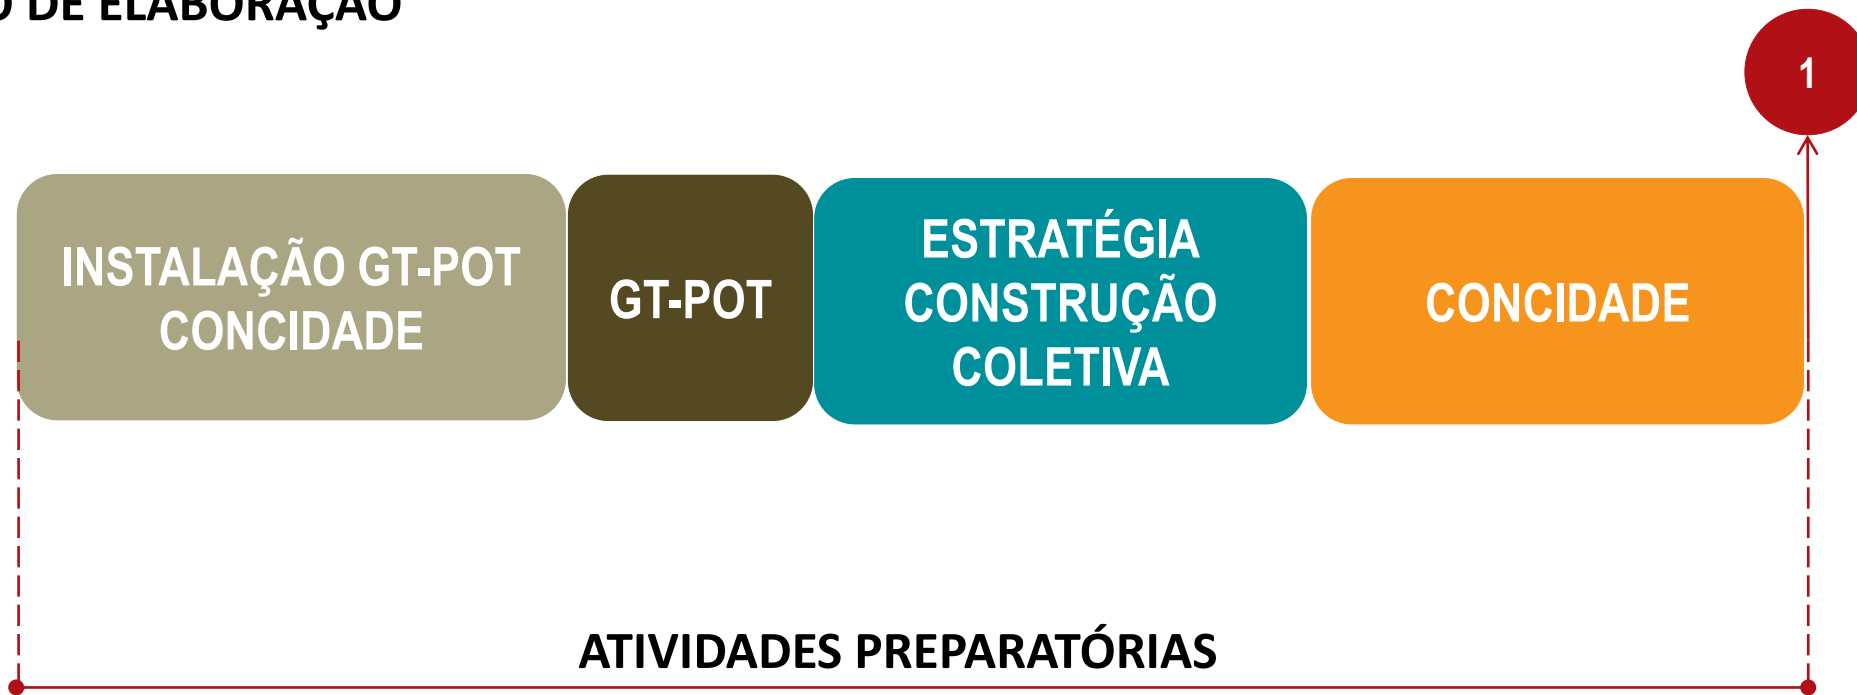 DE ELABORAÇÃO
1
INSTALAÇÃO GT-POT
CONCIDADE
GT-POT
ESTRATÉGIA
CONSTRUÇÃO
COLETIVA
CONCIDADE
ATIVIDADES PREPARATÓRIAS